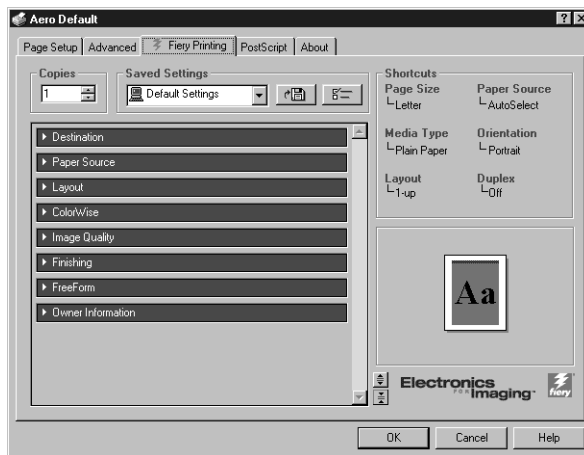 Aero Default
Page Setup
Advanced
Fiery Printing
PostScript
About
Copies
1
Saved Settings
Default Settings
Destination
Paper Source
Layout
ColorWise
Image Quality
Finishing
FreeForm
Owner Information
Shortcuts
Page Size
Letter
Paper Source
AutoSelect
Media Type
Plain Paper
Orientation
Portrait
Layout
1-up
Duplex
Off
Aa
Electronics
FOR Imaging
fiery
OK
Cancel
Help